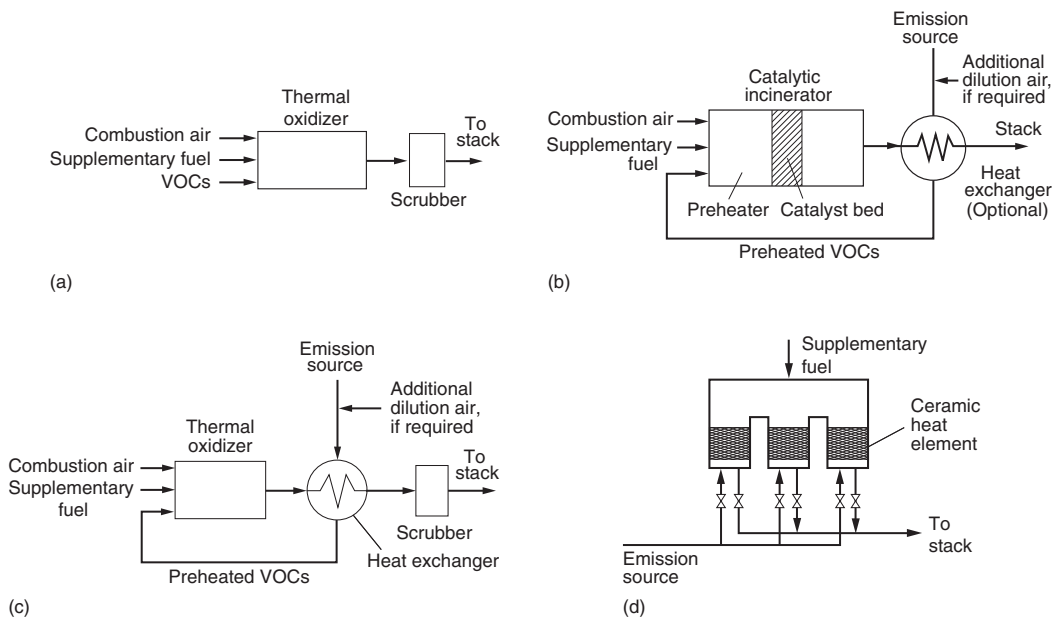 Thermal
oxidizer
Combustion air
Supplementary fuel
VOCs
To
stack
Scrubber
(a)
Emission
source
Additional
dilution air,
if required
Catalytic
incinerator
Combustion air
Supplementary
fuel
Stack
Heat
exchanger
(Optional)
Preheater
Catalyst bed
Preheated VOCs
(b)
Emission
source
Additional
dilution air,
if required
Thermal
oxidizer
Combustion air
Supplementary
fuel
To
stack
Scrubber
Heat exchanger
Preheated VOCs
(c)
Supplementary
fuel
Ceramic
heat
element
To
stack
Emission
source
(d)